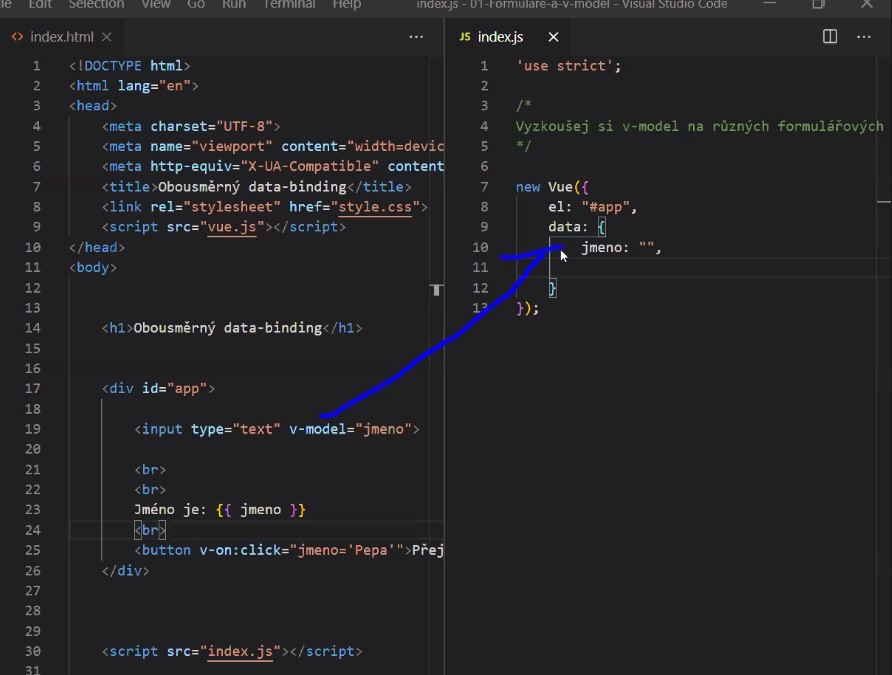 Edit Selection View Go Run Terminal Help index.js - 01-Formulare-a-v-model - Visual Studio Code
<> index.html × ···
1 <!DOCTYPE html>
2 <html lang="en">
3 <head>
4 <meta charset="UTF-8">
5 <meta name="viewport" content="width=devic
6 <meta http-equiv="X-UA-Compatible" content
7 <title>Obousměrný data-binding</title>
8 <link rel="stylesheet" href="style.css">
9 <script src="vue.js"></script>
10 </head>
11 <body>
12
13
14 <h1>Obousměrný data-binding</h1>
15
16
17 <div id="app">
18
19 <input type="text" v-model="jmeno">
20
21 <br>
22 <br>
23 Jméno je: {{ jmeno }}
24 <br>
25 <button v-on:click="jmeno='Pepa'">Přej
26 </div>
27
28
29
30 <script src="index.js"></script>
31
JS index.js × ···
1 'use strict';
2
3 /*
4 Vyzkoušej si v-model na různých formulářových
5 */
6
7 new Vue({
8 el: "#app",
9 data: {
10 jmeno: "",
11
12 }
13 });